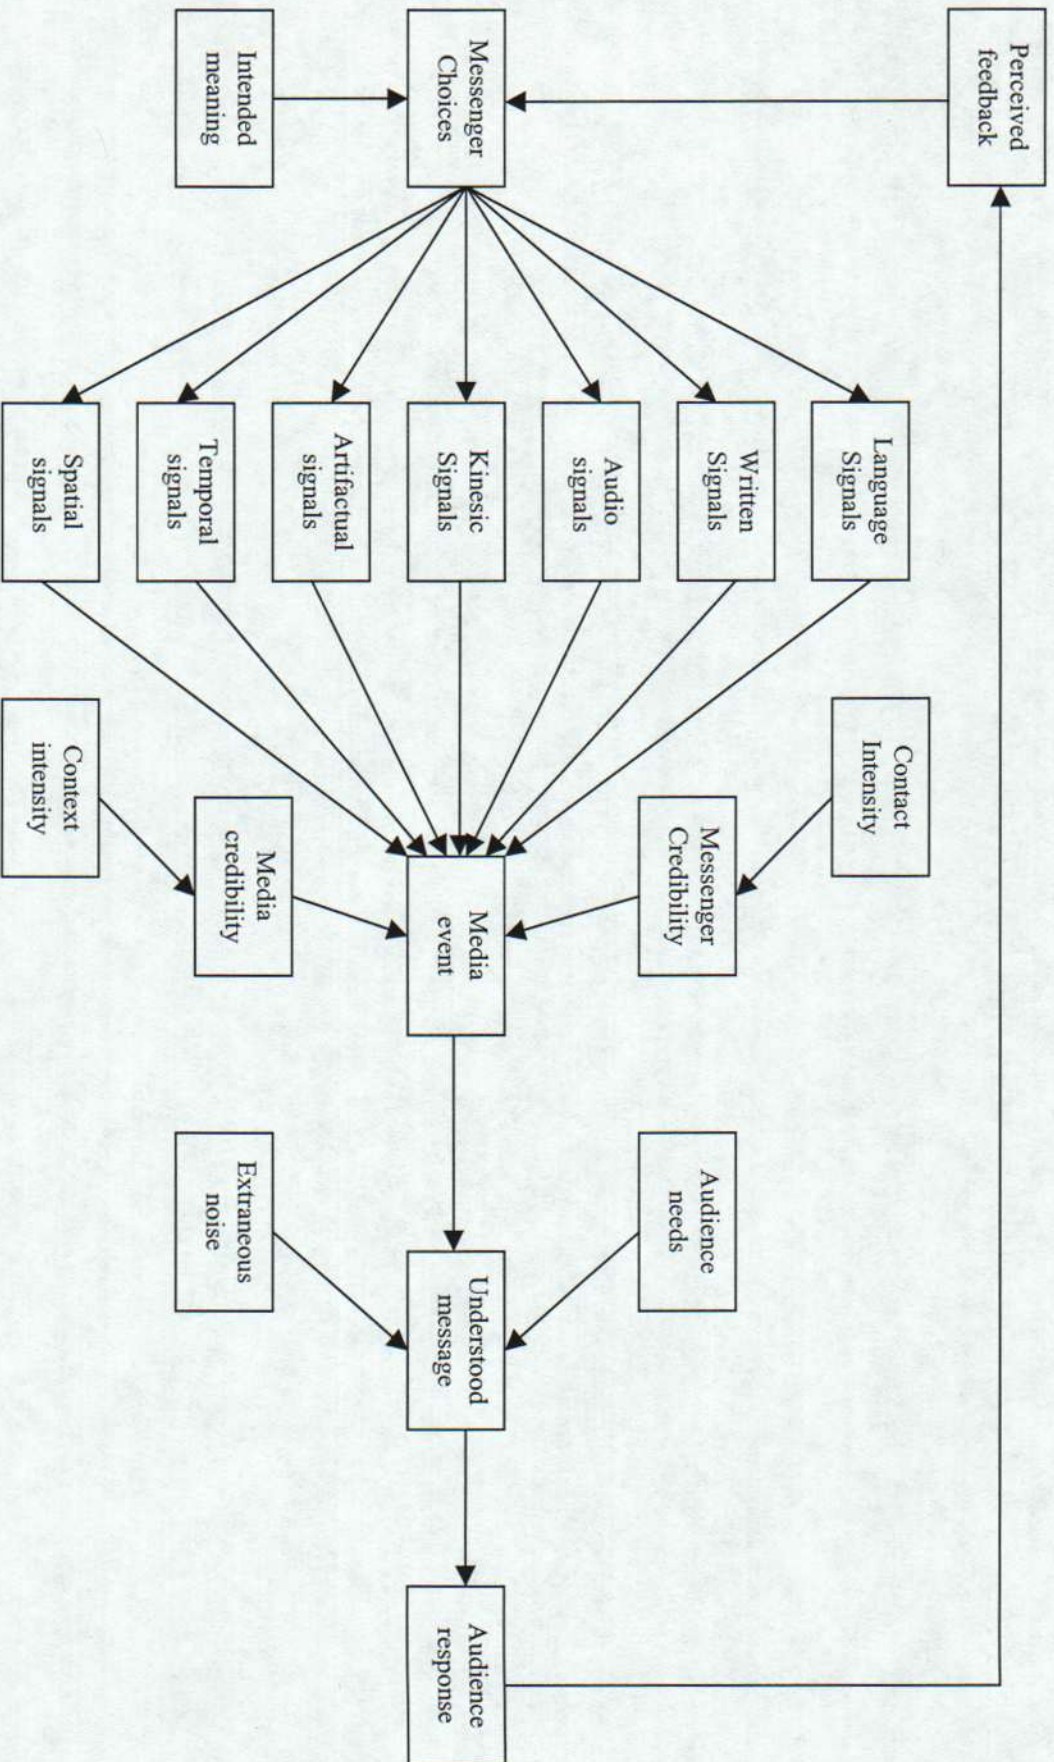 Perceived
feedback
Contact
Intensity
Language
Signals
Written
Signals
Messenger
Credibility
Audience
needs
Audio
signals
Messenger
Choices
Kinesic
Signals
Media
event
Understood
message
Audience
response
Artifactual
signals
Intended
meaning
Media
credibility
Extraneous
noise
Temporal
signals
Spatial
signals
Context
intensity